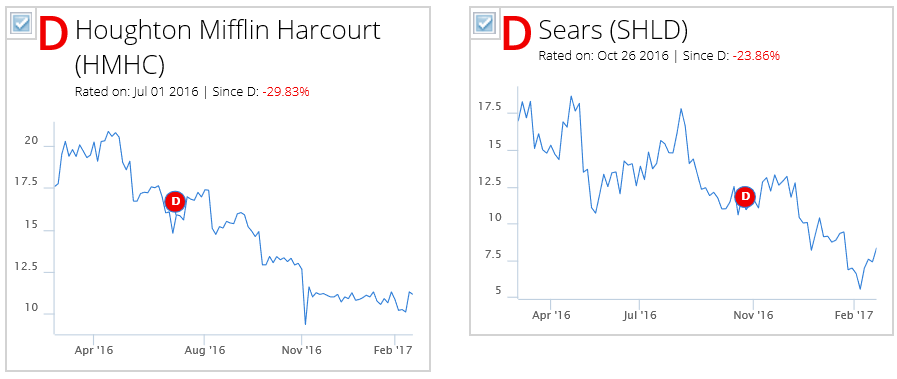 D Houghton Mifflin Harcourt
(HMHC)
Rated on: Jul 01 2016 | Since D: -29.83%
20
17.5
15
12.5
10
D
Apr '16 Aug '16 Nov '16 Feb '17
D Sears (SHLD)
Rated on: Oct 26 2016 | Since D: -23.86%
17.5
15
12.5
10
7.5
5
D
Apr '16 Jul '16 Nov '16 Feb '17